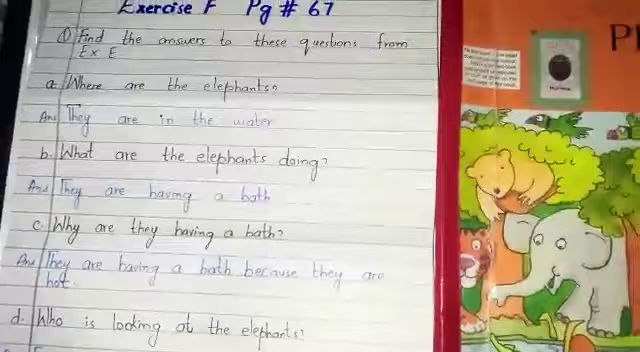 Exercise F Pg # 67
① Find the answers to these questions from
Ex E
a. Where are the elephants?
Ans They are in the water
b. What are the elephants doing?
Ans They are having a bath
c. Why are they having a bath?
Ans They are having a bath because they are
hot.
d. Who is looking at the elephants?